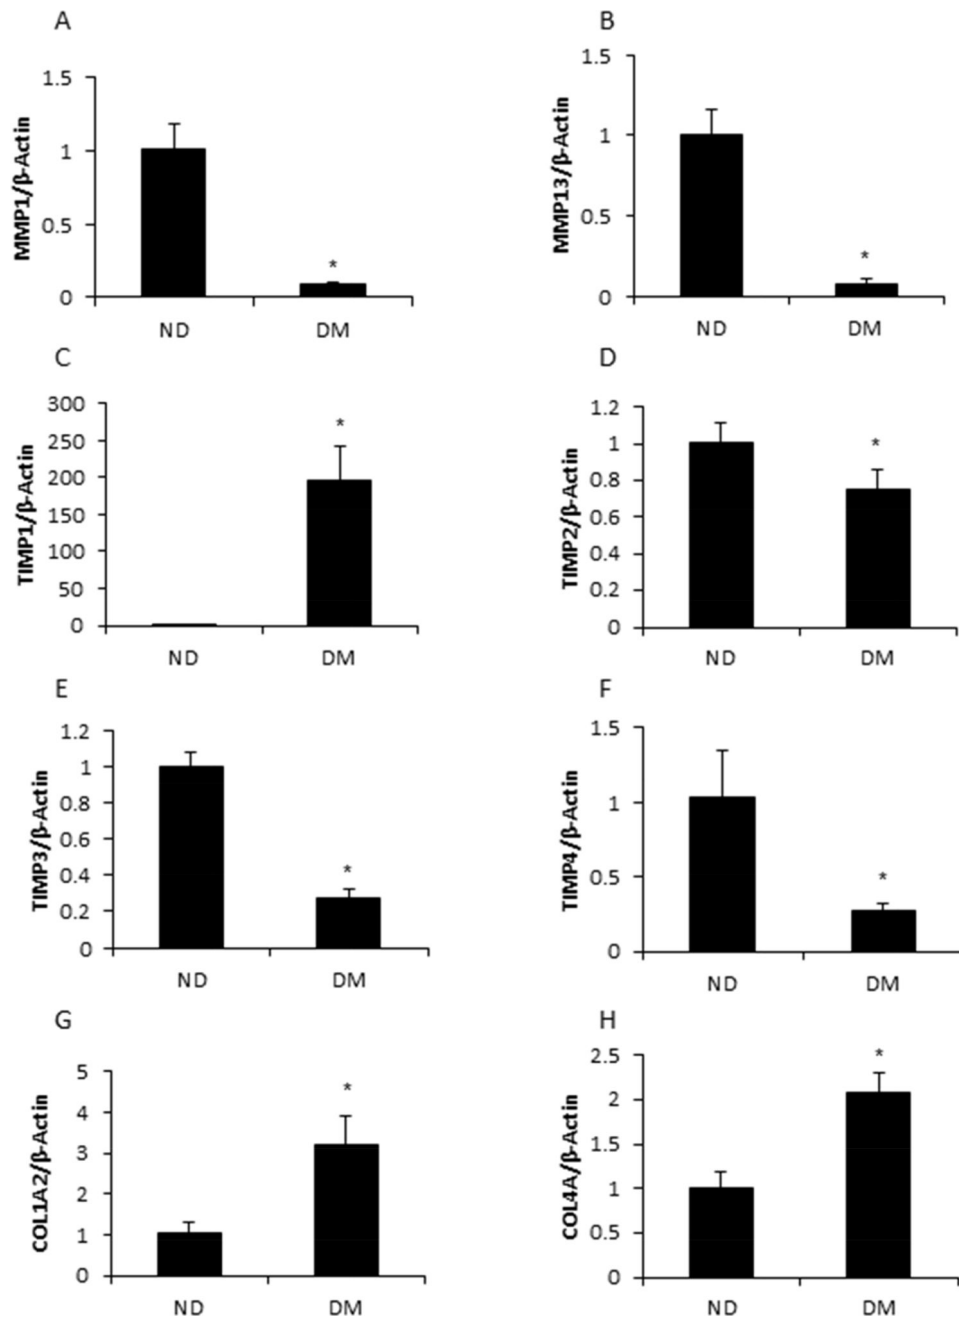 A
MMP1/β-Actin
1.5
1
0.5
0
*
ND
DM
B
MMP13/β-Actin
1.5
1
0.5
0
*
ND
DM
C
TIMP1/β-Actin
300
250
200
150
100
50
0
*
ND
DM
D
TIMP2/β-Actin
1.2
1
0.8
0.6
0.4
0.2
0
*
ND
DM
E
TIMP3/β-Actin
1.2
1
0.8
0.6
0.4
0.2
0
*
ND
DM
F
TIMP4/β-Actin
1.5
1
0.5
0
*
ND
DM
G
COL1A2/β-Actin
5
4
3
2
1
0
*
ND
DM
H
COL4A/β-Actin
2.5
2
1.5
1
0.5
0
*
ND
DM